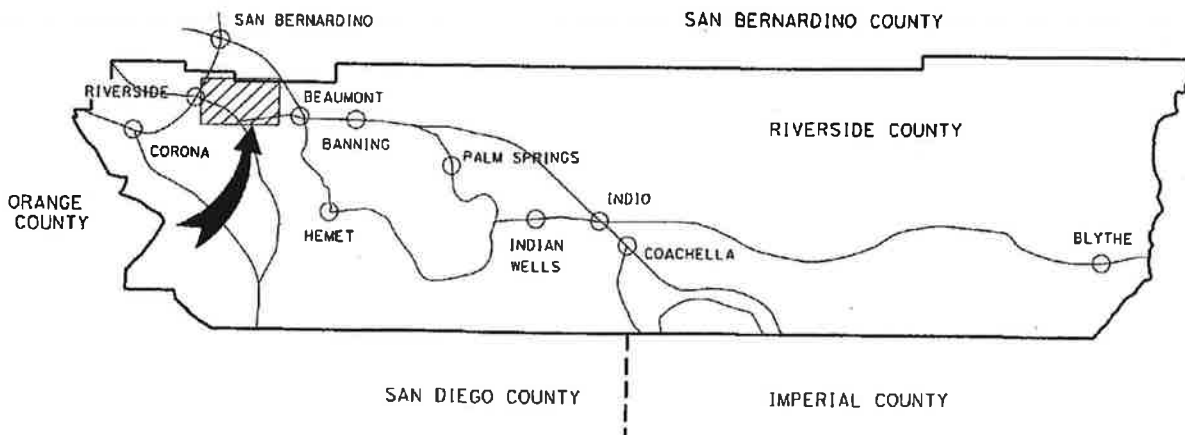 SAN BERNARDINO
SAN BERNARDINO COUNTY
RIVERSIDE
BEAUMONT
RIVERSIDE COUNTY
CORONA
BANNING
PALM SPRINGS
ORANGE
COUNTY
HEMET
INDIO
INDIAN
WELLS
COACHELLA
BLYTHE
SAN DIEGO COUNTY
IMPERIAL COUNTY